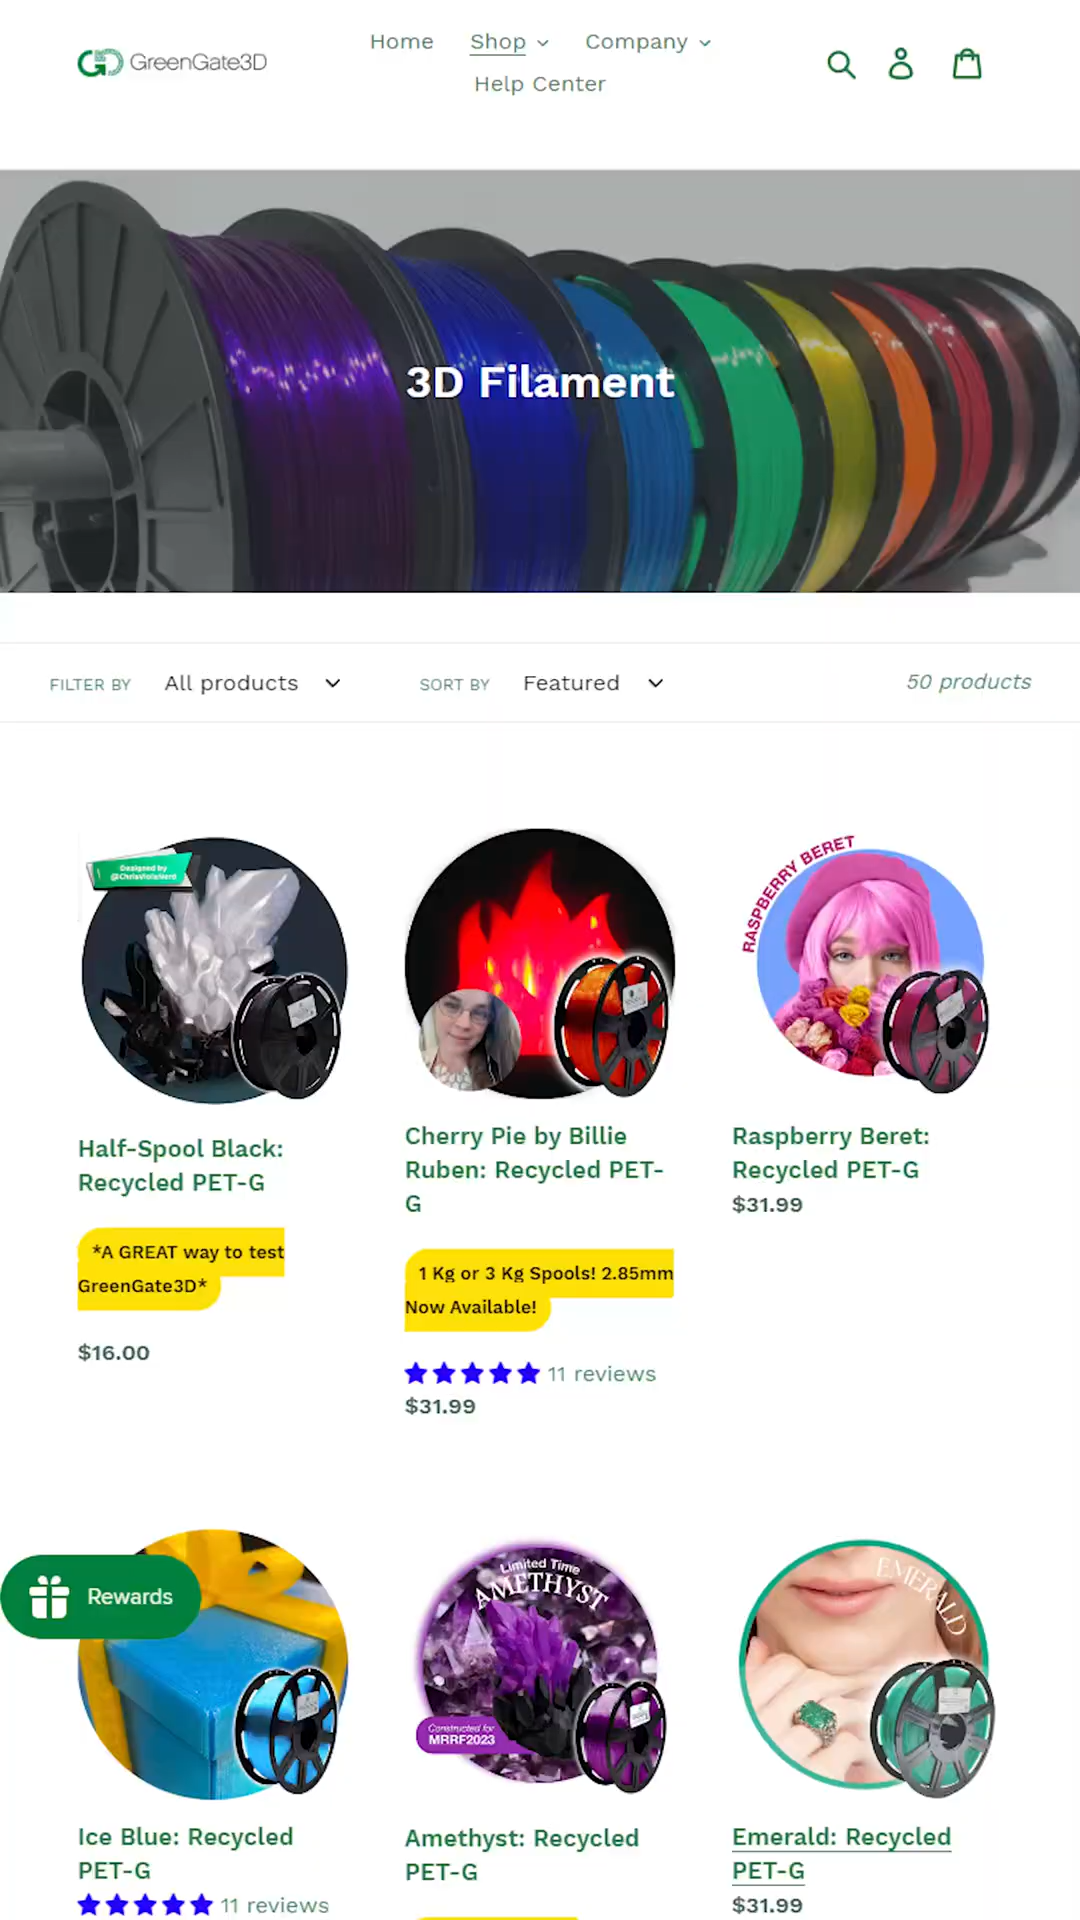 GreenGate3D
Home Shop Company
Help Center
3D Filament
FILTER BY All products SORT BY Featured 50 products
Designed by
@ChrisViolsNerd
RASPBERRY BERET
Half-Spool Black:
Recycled PET-G
*A GREAT way to test
GreenGate3D*
$16.00
Cherry Pie by Billie
Ruben: Recycled PET-
G
1 Kg or 3 Kg Spools! 2.85mm
Now Available!
11 reviews
$31.99
Raspberry Beret:
Recycled PET-G
$31.99
Rewards
Limited Time
AMETHYST
Constructed for
MRRF2023
EMERALD
Ice Blue: Recycled
PET-G
11 reviews
Amethyst: Recycled
PET-G
Emerald: Recycled
PET-G
$31.99